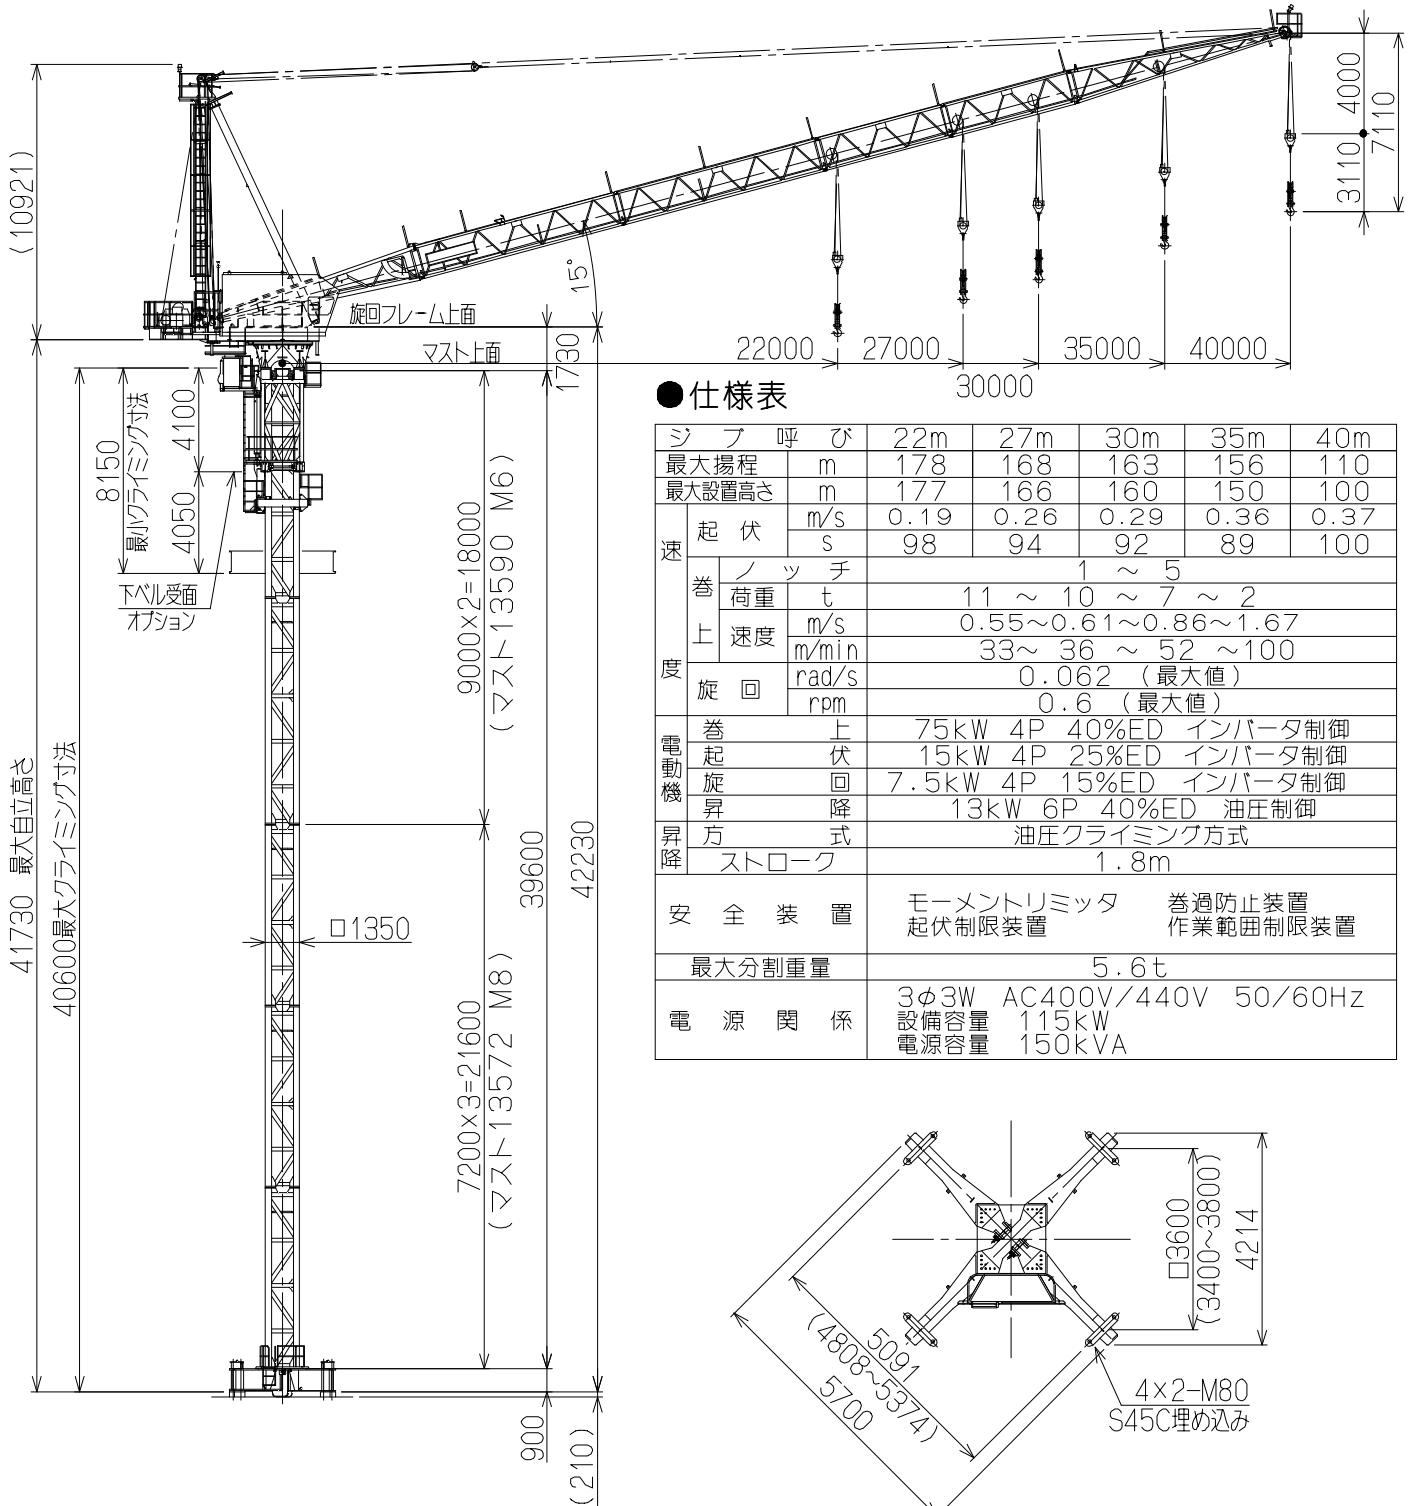 (10921)
4000
3110
7110
15°
旋回フレーム上面
マスト上面
1730
22000
27000
30000
35000
40000
8150
最小クライミング寸法
4100
4050
下ベル受面
オプション
9000×2=18000
(マスト13590 M6)
41730 最大自立高さ
40600最大クライミング寸法
39600
42230
□1350
7200×3=21600
(マスト13572 M8)
900
(210)
●仕様表
ジブ呼び 22m 27m 30m 35m 40m
最大揚程 m 178 168 163 156 110
最大設置高さ m 177 166 160 150 100
速度 起伏 m/s 0.19 0.26 0.29 0.36 0.37
s 98 94 92 89 100
巻上 ノッチ 1 ～ 5
荷重 t 11 ～ 10 ～ 7 ～ 2
速度 m/s 0.55～0.61～0.86～1.67
m/min 33～ 36 ～ 52 ～100
旋回 rad/s 0.062 (最大値)
rpm 0.6 (最大値)
電動機 巻上 75kW 4P 40%ED インバータ制御
起伏 15kW 4P 25%ED インバータ制御
旋回 7.5kW 4P 15%ED インバータ制御
昇降 13kW 6P 40%ED 油圧制御
昇降 方式 油圧クライミング方式
ストローク 1.8m
安全装置 モーメントリミッタ 巻過防止装置
起伏制限装置 作業範囲制限装置
最大分割重量 5.6t
電源関係 3φ3W AC400V/440V 50/60Hz
設備容量 115kW
電源容量 150kVA
□3600
(3400~3800)
4214
5091
(4808~5374)
5700
4×2-M80
S45C埋め込み